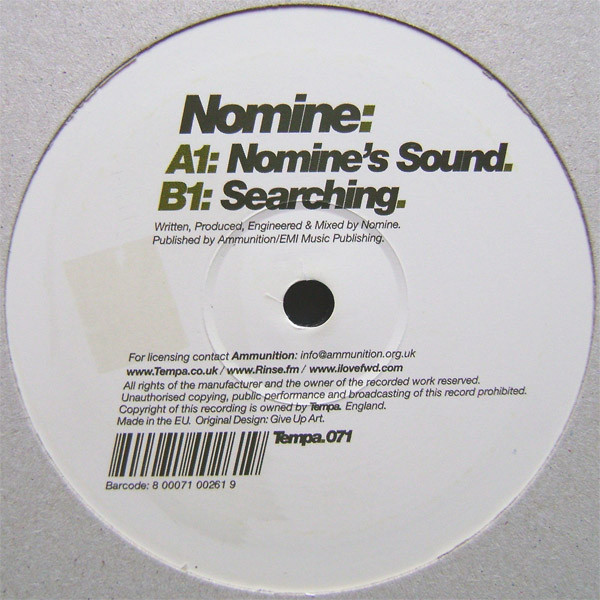 Nomine:
A1: Nomine's Sound.
B1: Searching.
Written, Produced, Engineered & Mixed by Nomine.
Published by Ammunition/EMI Music Publishing.
For licensing contact Ammunition: info@ammunition.org.uk
www.Tempa.co.uk / www.Rinse.fm / www.ilovefwd.com
All rights of the manufacturer and the owner of the recorded work reserved.
Unauthorised copying, public performance and broadcasting of this record prohibited.
Copyright of this recording is owned by Tempa. England.
Made in the EU. Original Design: Give Up Art.
Tempa.071
Barcode: 8 00071 00261 9